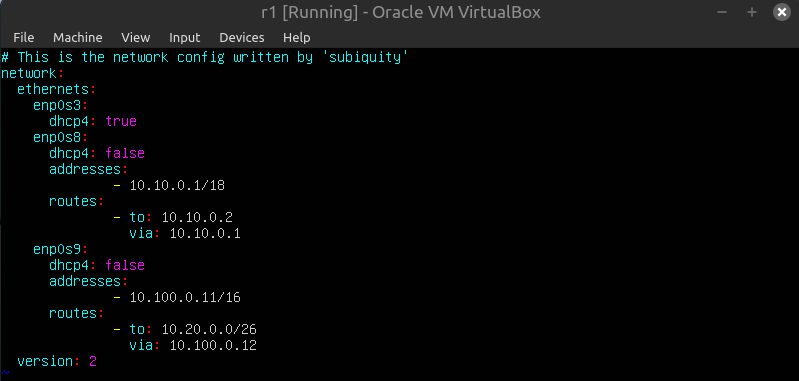 r1 [Running] - Oracle VM VirtualBox
File Machine View Input Devices Help
# This is the network config written by 'subiquity'
network:
  ethernets:
    enp0s3:
      dhcp4: true
    enp0s8:
      dhcp4: false
      addresses:
              - 10.10.0.1/18
      routes:
              - to: 10.10.0.2
                via: 10.10.0.1
    enp0s9:
      dhcp4: false
      addresses:
              - 10.100.0.11/16
      routes:
              - to: 10.20.0.0/26
                via: 10.100.0.12
  version: 2
~